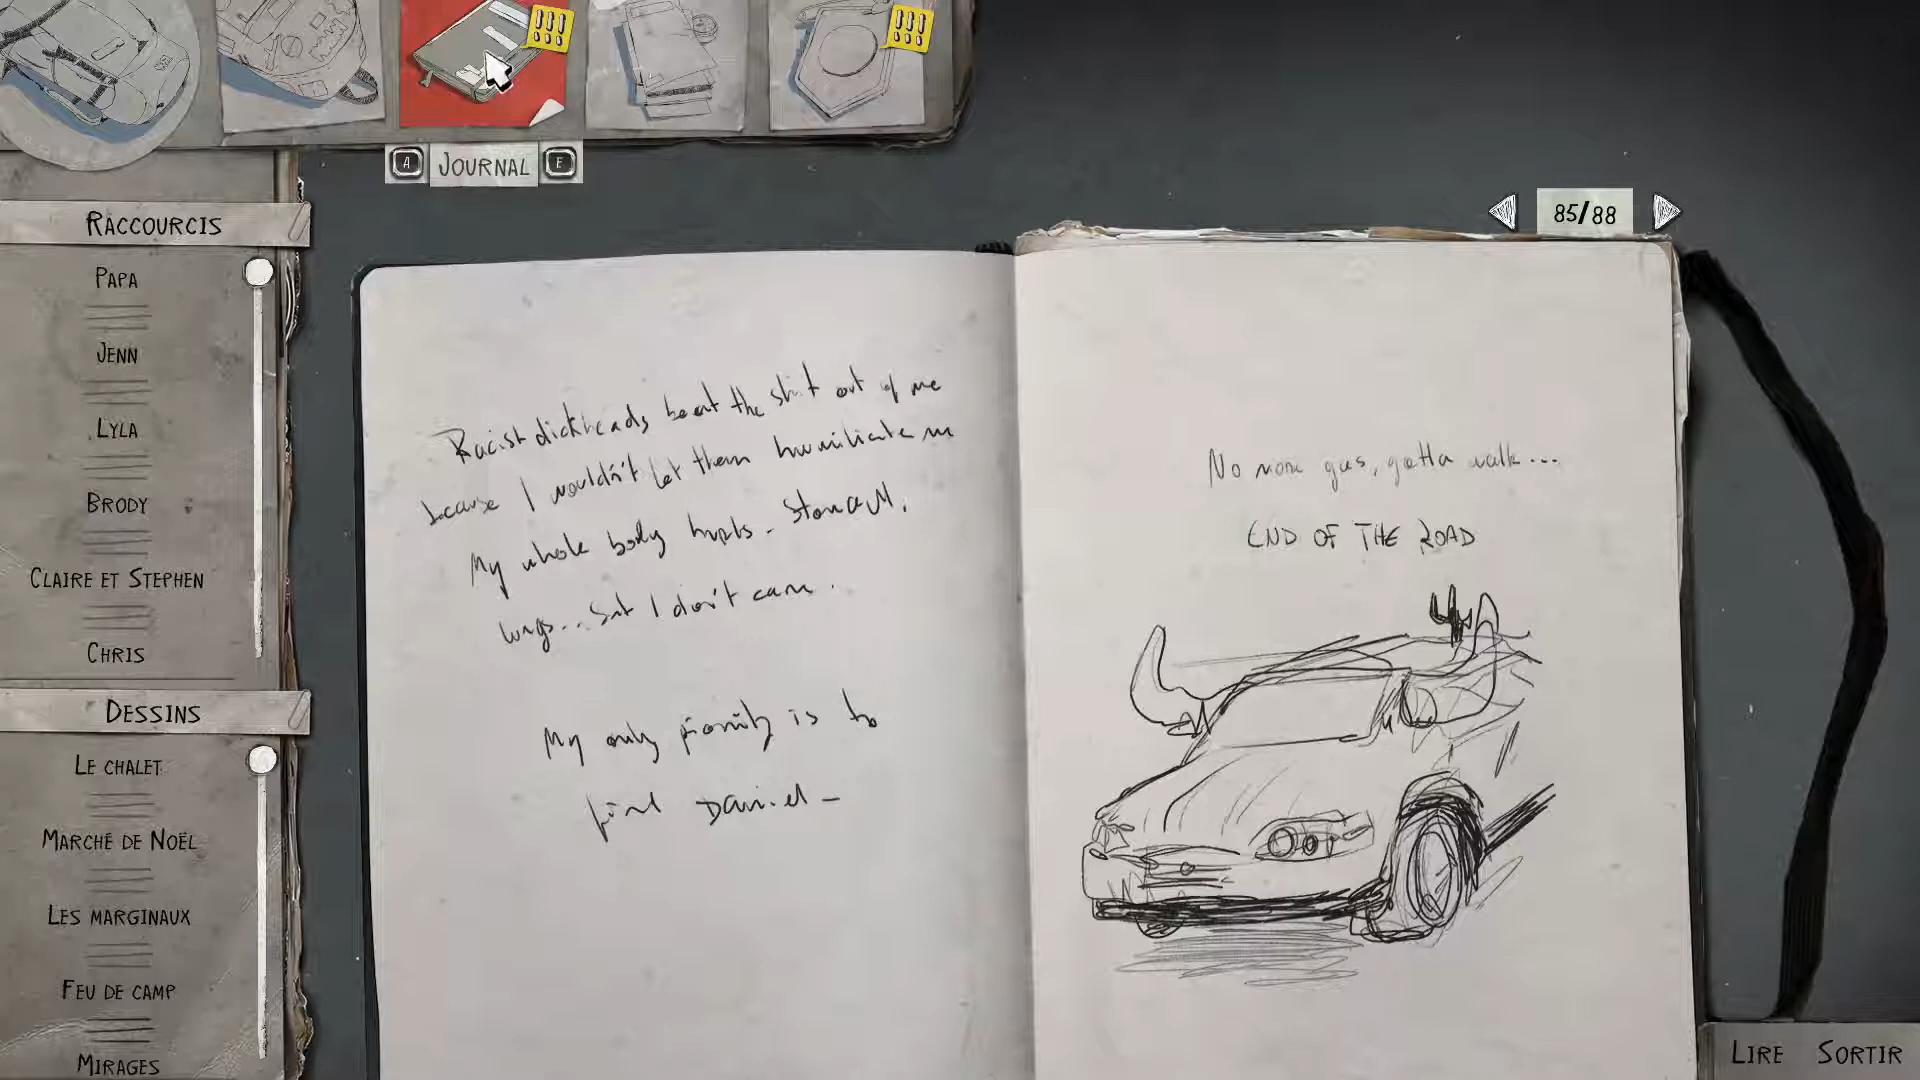 JOURNAL
A
E
85/88
RACCOURCIS
PAPA
JENN
LYLA
BRODY
CLAIRE ET STEPHEN
CHRIS
DESSINS
LE CHALET
MARCHÉ DE NOËL
LES MARGINAUX
FEU DE CAMP
MIRAGES
Racist dickheads beat the shit out of me
because I wouldn't let them humiliate me
My whole body hurts. Stomach,
lungs... But I don't care.
My only priority is to
find Daniel -
No more gas, gotta walk...
END OF THE ROAD
LIRE
SORTIR